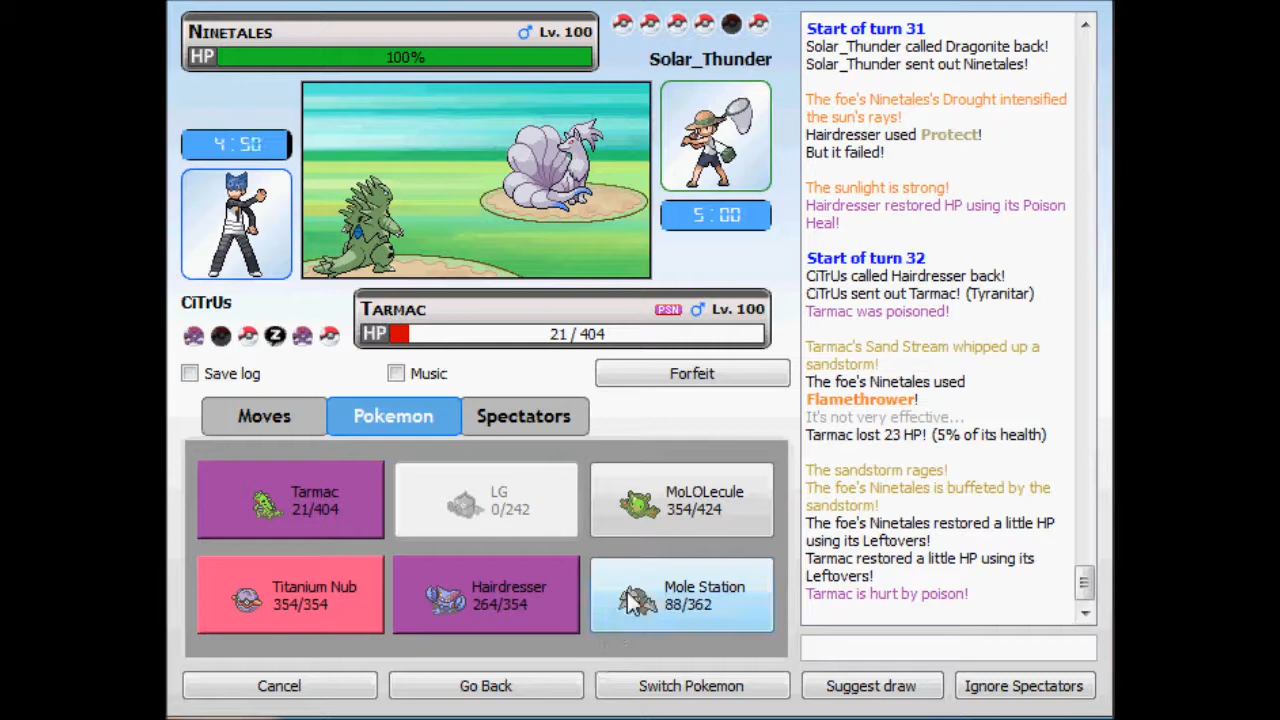 NINETALES ♂ Lv. 100
HP 100%
Solar_Thunder
4:50
5:00
CiTrUs
TARMAC PSN ♂ Lv. 100
HP 21 / 404
Save log
Music
Forfeit
Moves
Pokemon
Spectators
Tarmac
21/404
LG
0/242
MoLOLecule
354/424
Titanium Nub
354/354
Hairdresser
264/354
Mole Station
88/362
Cancel
Go Back
Switch Pokemon
Suggest draw
Ignore Spectators
Start of turn 31
Solar_Thunder called Dragonite back!
Solar_Thunder sent out Ninetales!
The foe's Ninetales's Drought intensified
the sun's rays!
Hairdresser used Protect!
But it failed!
The sunlight is strong!
Hairdresser restored HP using its Poison
Heal!
Start of turn 32
CiTrUs called Hairdresser back!
CiTrUs sent out Tarmac! (Tyranitar)
Tarmac was poisoned!
Tarmac's Sand Stream whipped up a
sandstorm!
The foe's Ninetales used
Flamethrower!
It's not very effective...
Tarmac lost 23 HP! (5% of its health)
The sandstorm rages!
The foe's Ninetales is buffeted by the
sandstorm!
The foe's Ninetales restored a little HP
using its Leftovers!
Tarmac restored a little HP using its
Leftovers!
Tarmac is hurt by poison!